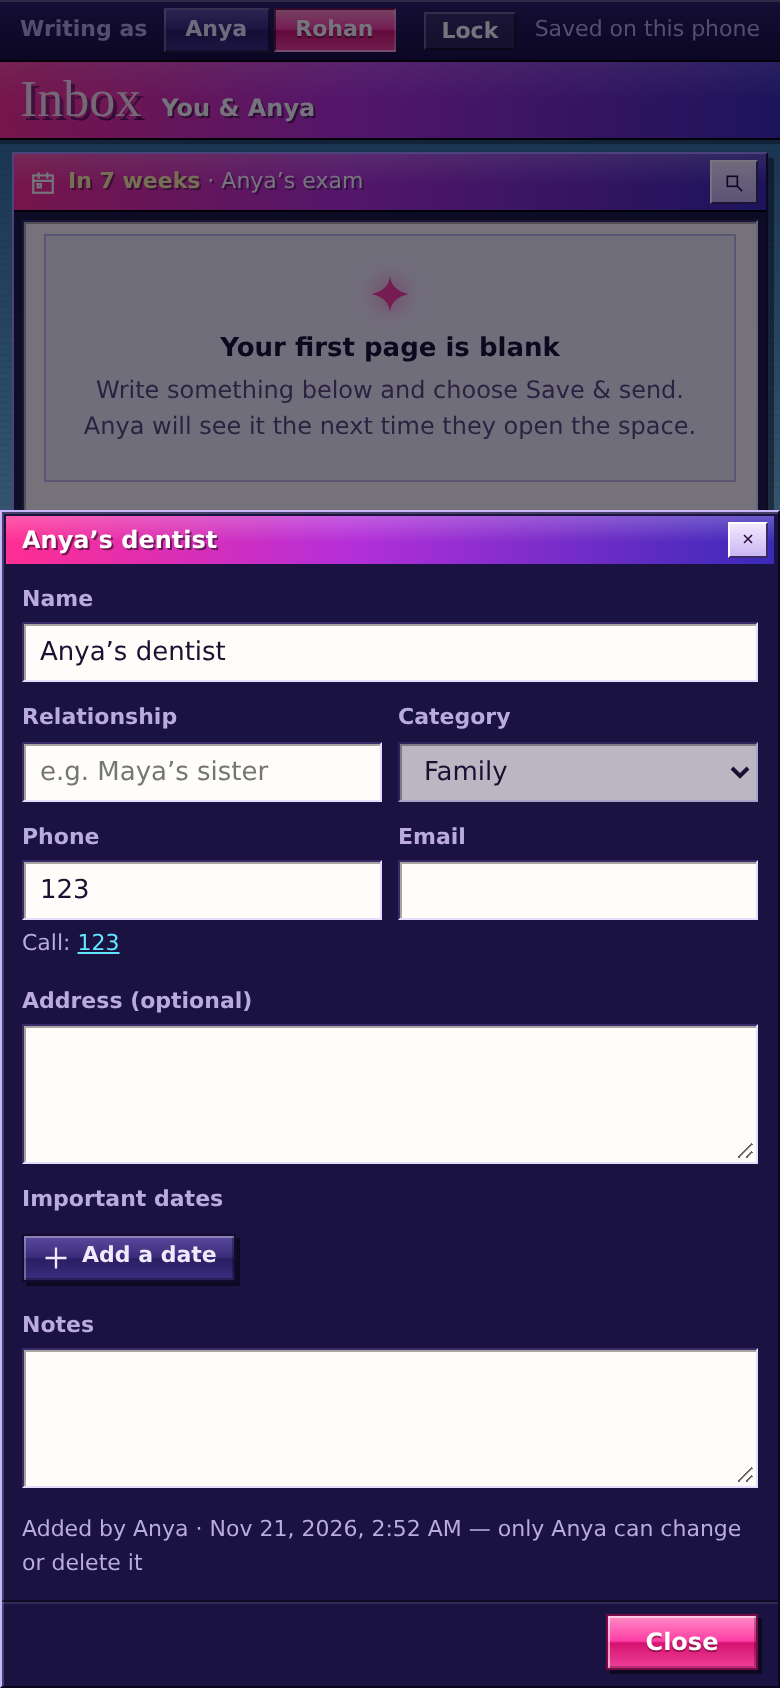 Writing as Anya Rohan Lock Saved on this phone
Inbox You & Anya
In 7 weeks · Anya’s exam
Your first page is blank
Write something below and choose Save & send.
Anya will see it the next time they open the space.
Anya’s dentist ×
Name
Anya’s dentist
Relationship Category
e.g. Maya’s sister Family
Phone Email
123
Call: 123
Address (optional)
Important dates
Add a date
Notes
Added by Anya · Nov 21, 2026, 2:52 AM — only Anya can change
or delete it
Close